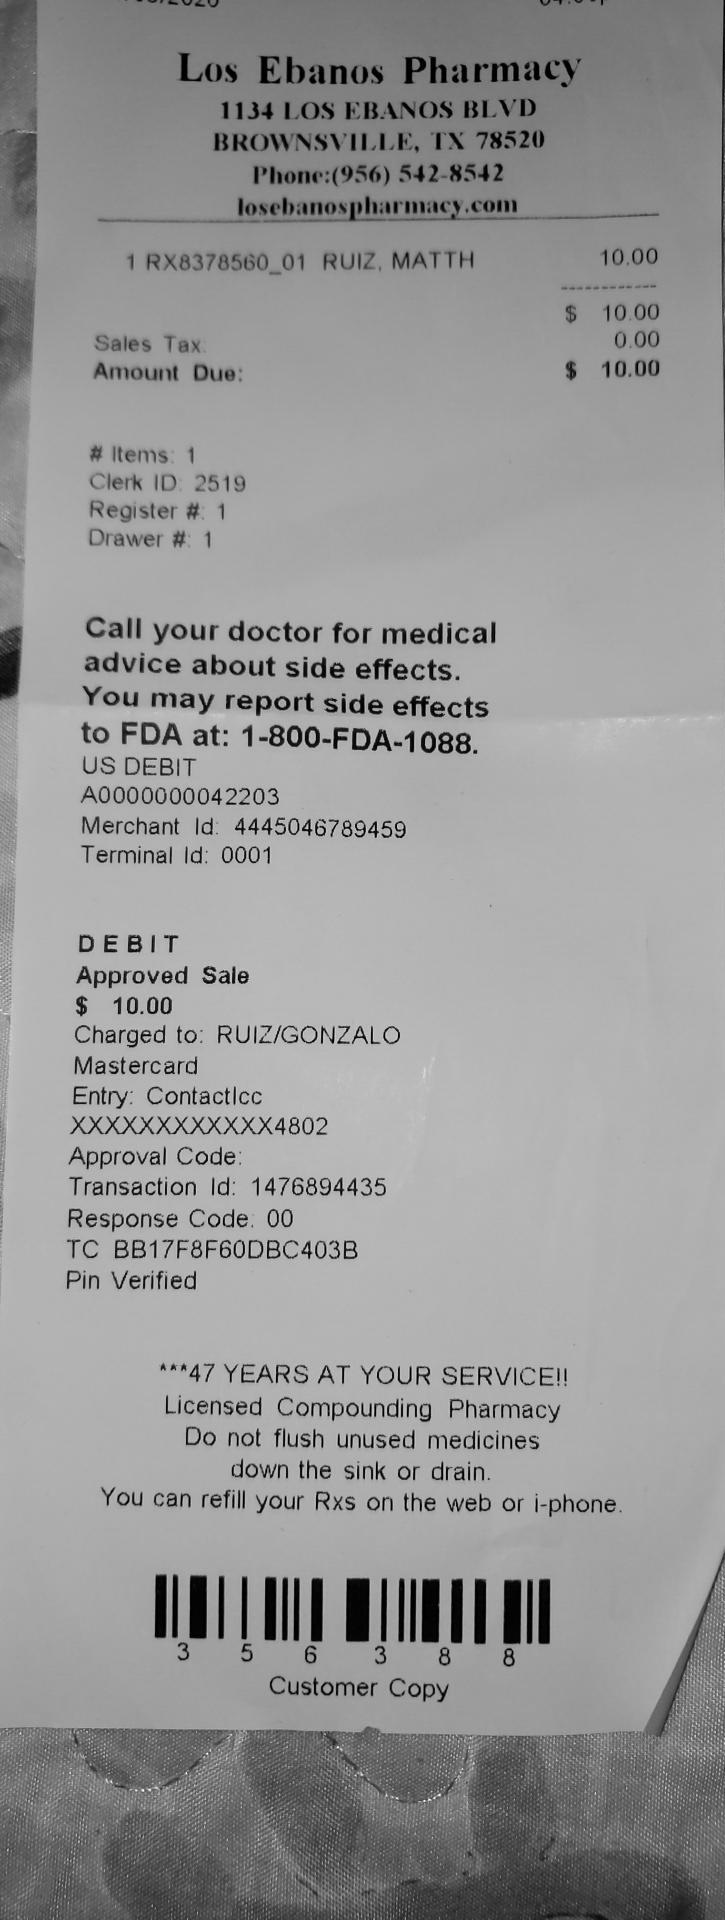 Los Ebanos Pharmacy
1134 LOS EBANOS BLVD
BROWNSVILLE, TX 78520
Phone:(956) 542-8542
losebanospharmacy.com
1 RX8378560_01 RUIZ, MATTH 10.00
------------
$ 10.00
Sales Tax: 0.00
Amount Due: $ 10.00
# Items: 1
Clerk ID: 2519
Register #: 1
Drawer #: 1
Call your doctor for medical
advice about side effects.
You may report side effects
to FDA at: 1-800-FDA-1088.
US DEBIT
A0000000042203
Merchant Id: 4445046789459
Terminal Id: 0001
DEBIT
Approved Sale
$ 10.00
Charged to: RUIZ/GONZALO
Mastercard
Entry: ContactIcc
XXXXXXXXXXXX4802
Approval Code:
Transaction Id: 1476894435
Response Code: 00
TC BB17F8F60DBC403B
Pin Verified
***47 YEARS AT YOUR SERVICE!!
Licensed Compounding Pharmacy
Do not flush unused medicines
down the sink or drain.
You can refill your Rxs on the web or i-phone.
3 5 6 3 8 8
Customer Copy